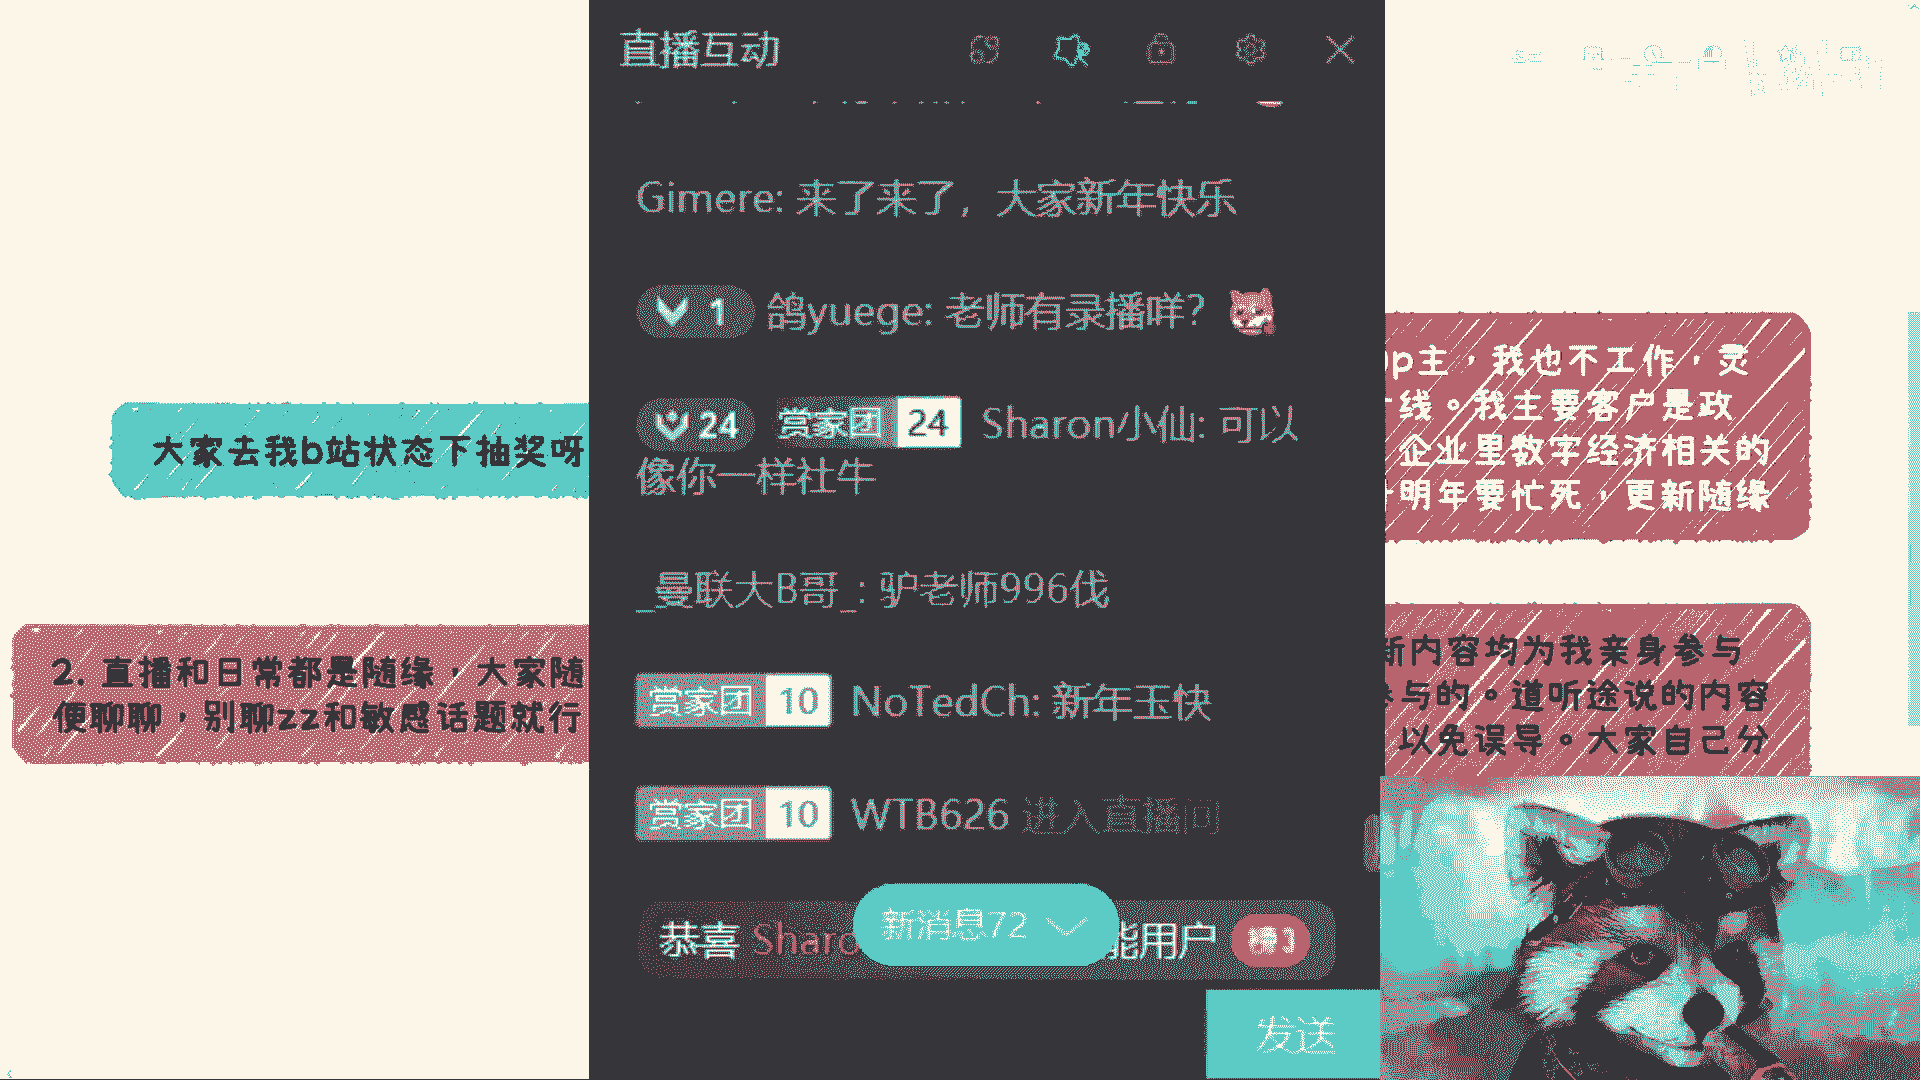 直播互动
Gimere: 来了来了，大家新年快乐
1 鸽yuege: 老师有录播咩？
24 赏家团 24 Sharon小仙: 可以
像你一样社牛
_曼联大B哥_: 驴老师996伐
赏家团 10 NoTedCh: 新年玉快
赏家团 10 WTB626 进入直播间
恭喜 Sharo
能用户
新消息72
发送
大家去我b站状态下抽奖呀
2. 直播和日常都是随缘，大家随
便聊聊，别聊zz和敏感话题就行
p主，我也不工作，灵
线。我主要客户是政
企业里数字经济相关的
明年要忙死，更新随缘
新内容均为我亲身参与
参与的。道听途说的内容
以免误导。大家自己分